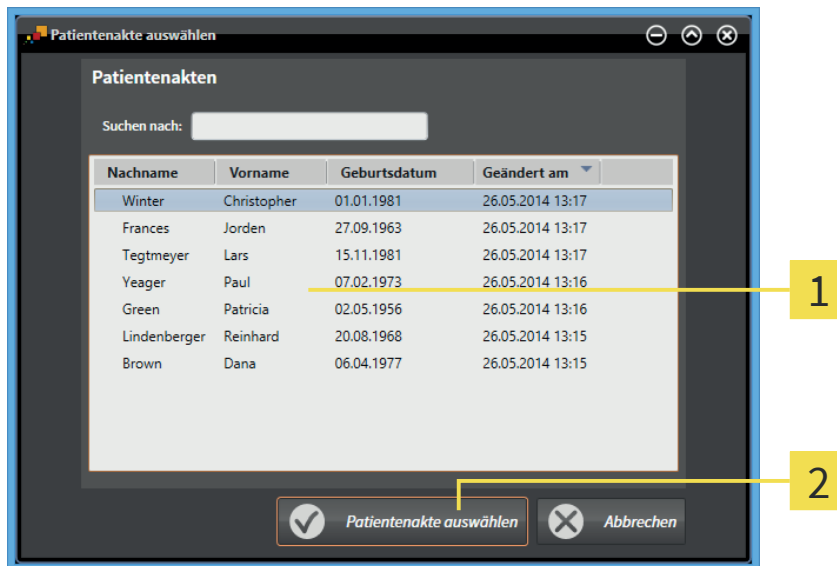 Patientenakte auswählen
Patientenakten
Suchen nach:
Nachname Vorname Geburtsdatum Geändert am
Winter Christopher 01.01.1981 26.05.2014 13:17
Frances Jorden 27.09.1963 26.05.2014 13:17
Tegtmeyer Lars 15.11.1981 26.05.2014 13:17
Yeager Paul 07.02.1973 26.05.2014 13:16
1
Green Patricia 02.05.1956 26.05.2014 13:16
Lindenberger Reinhard 20.08.1968 26.05.2014 13:15
Brown Dana 06.04.1977 26.05.2014 13:15
2
Patientenakte auswählen Abbrechen